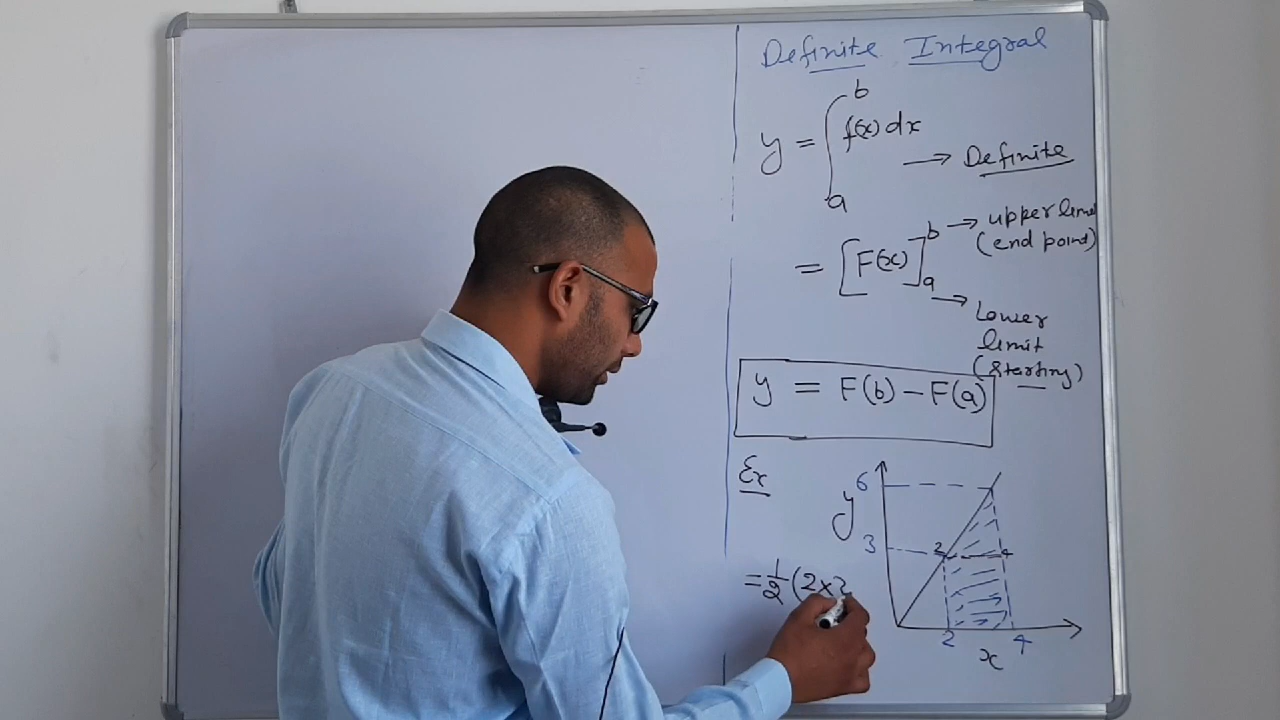 Definite Integral
y = ∫ₐᵇ f(x) dx → Definite
= [F(x)]ₐᵇ
b → upper limit
(end point)
a → Lower
limit
(starting)
y = F(b) − F(a)
Ex
y
6
3
2 4
2 4
x
= 1/2 (2×3